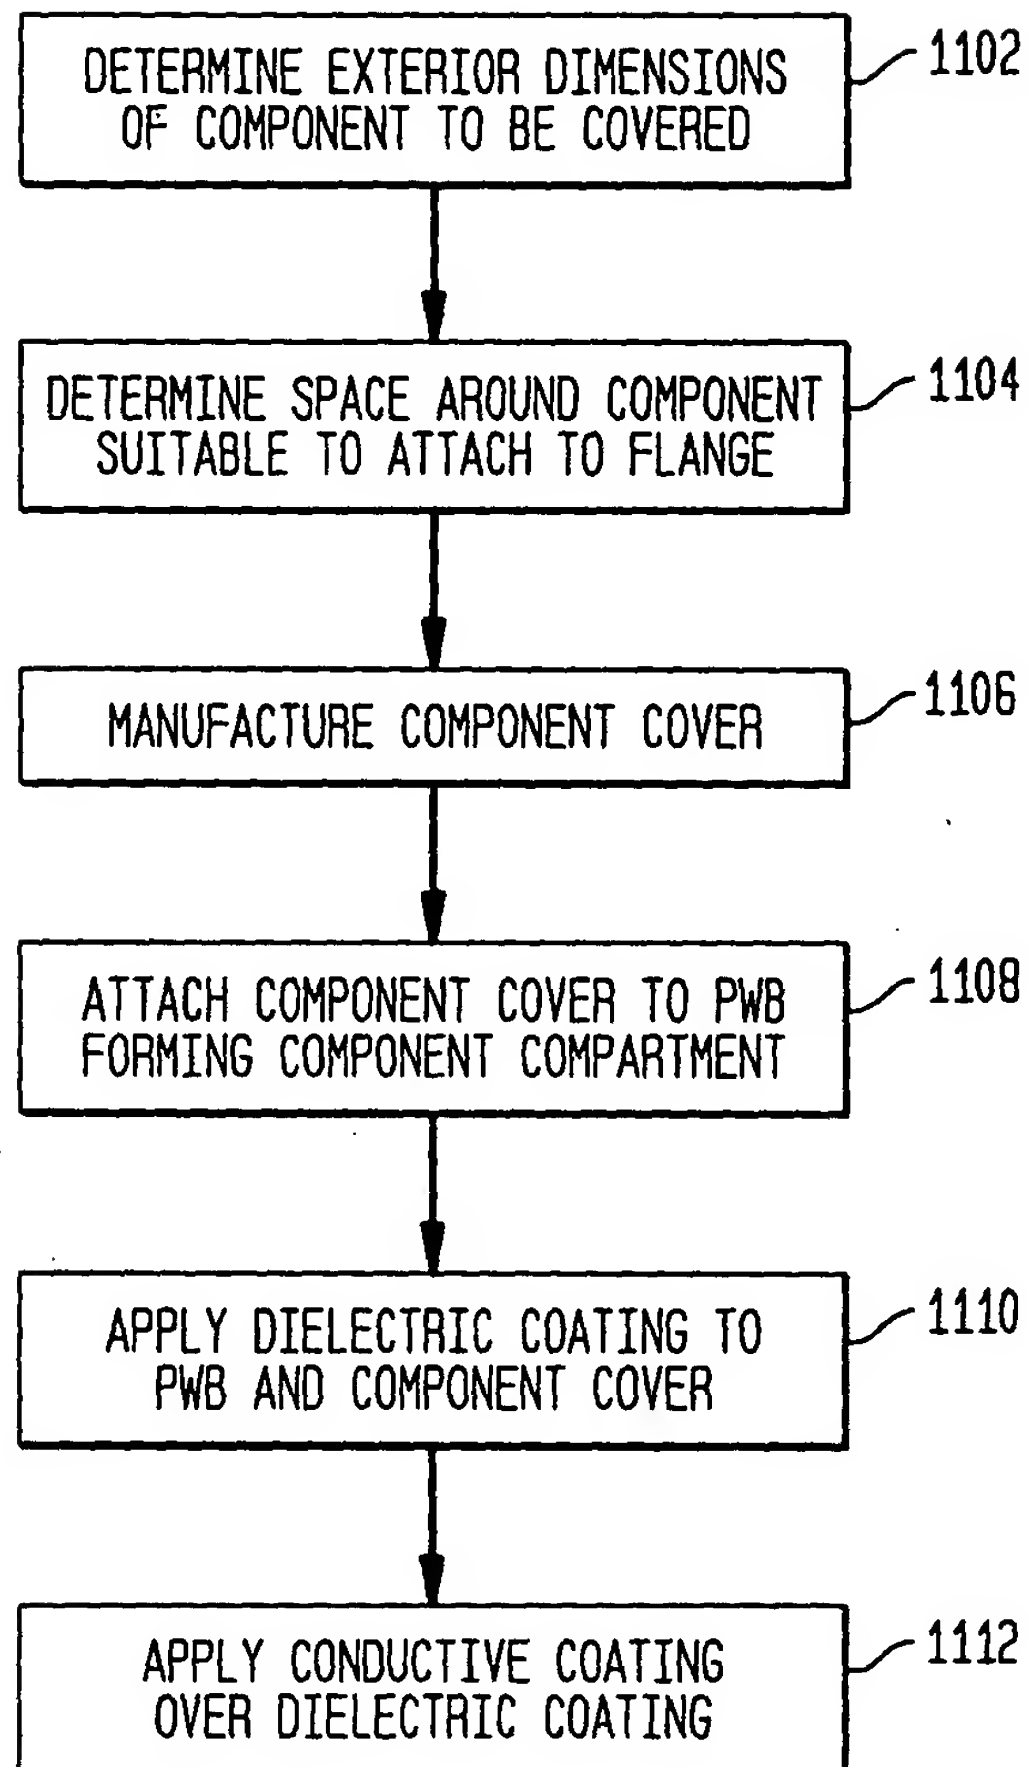 DETERMINE EXTERIOR DIMENSIONS
OF COMPONENT TO BE COVERED
1102
DETERMINE SPACE AROUND COMPONENT
SUITABLE TO ATTACH TO FLANGE
1104
MANUFACTURE COMPONENT COVER
1106
ATTACH COMPONENT COVER TO PWB
FORMING COMPONENT COMPARTMENT
1108
APPLY DIELECTRIC COATING TO
PWB AND COMPONENT COVER
1110
APPLY CONDUCTIVE COATING
OVER DIELECTRIC COATING
1112